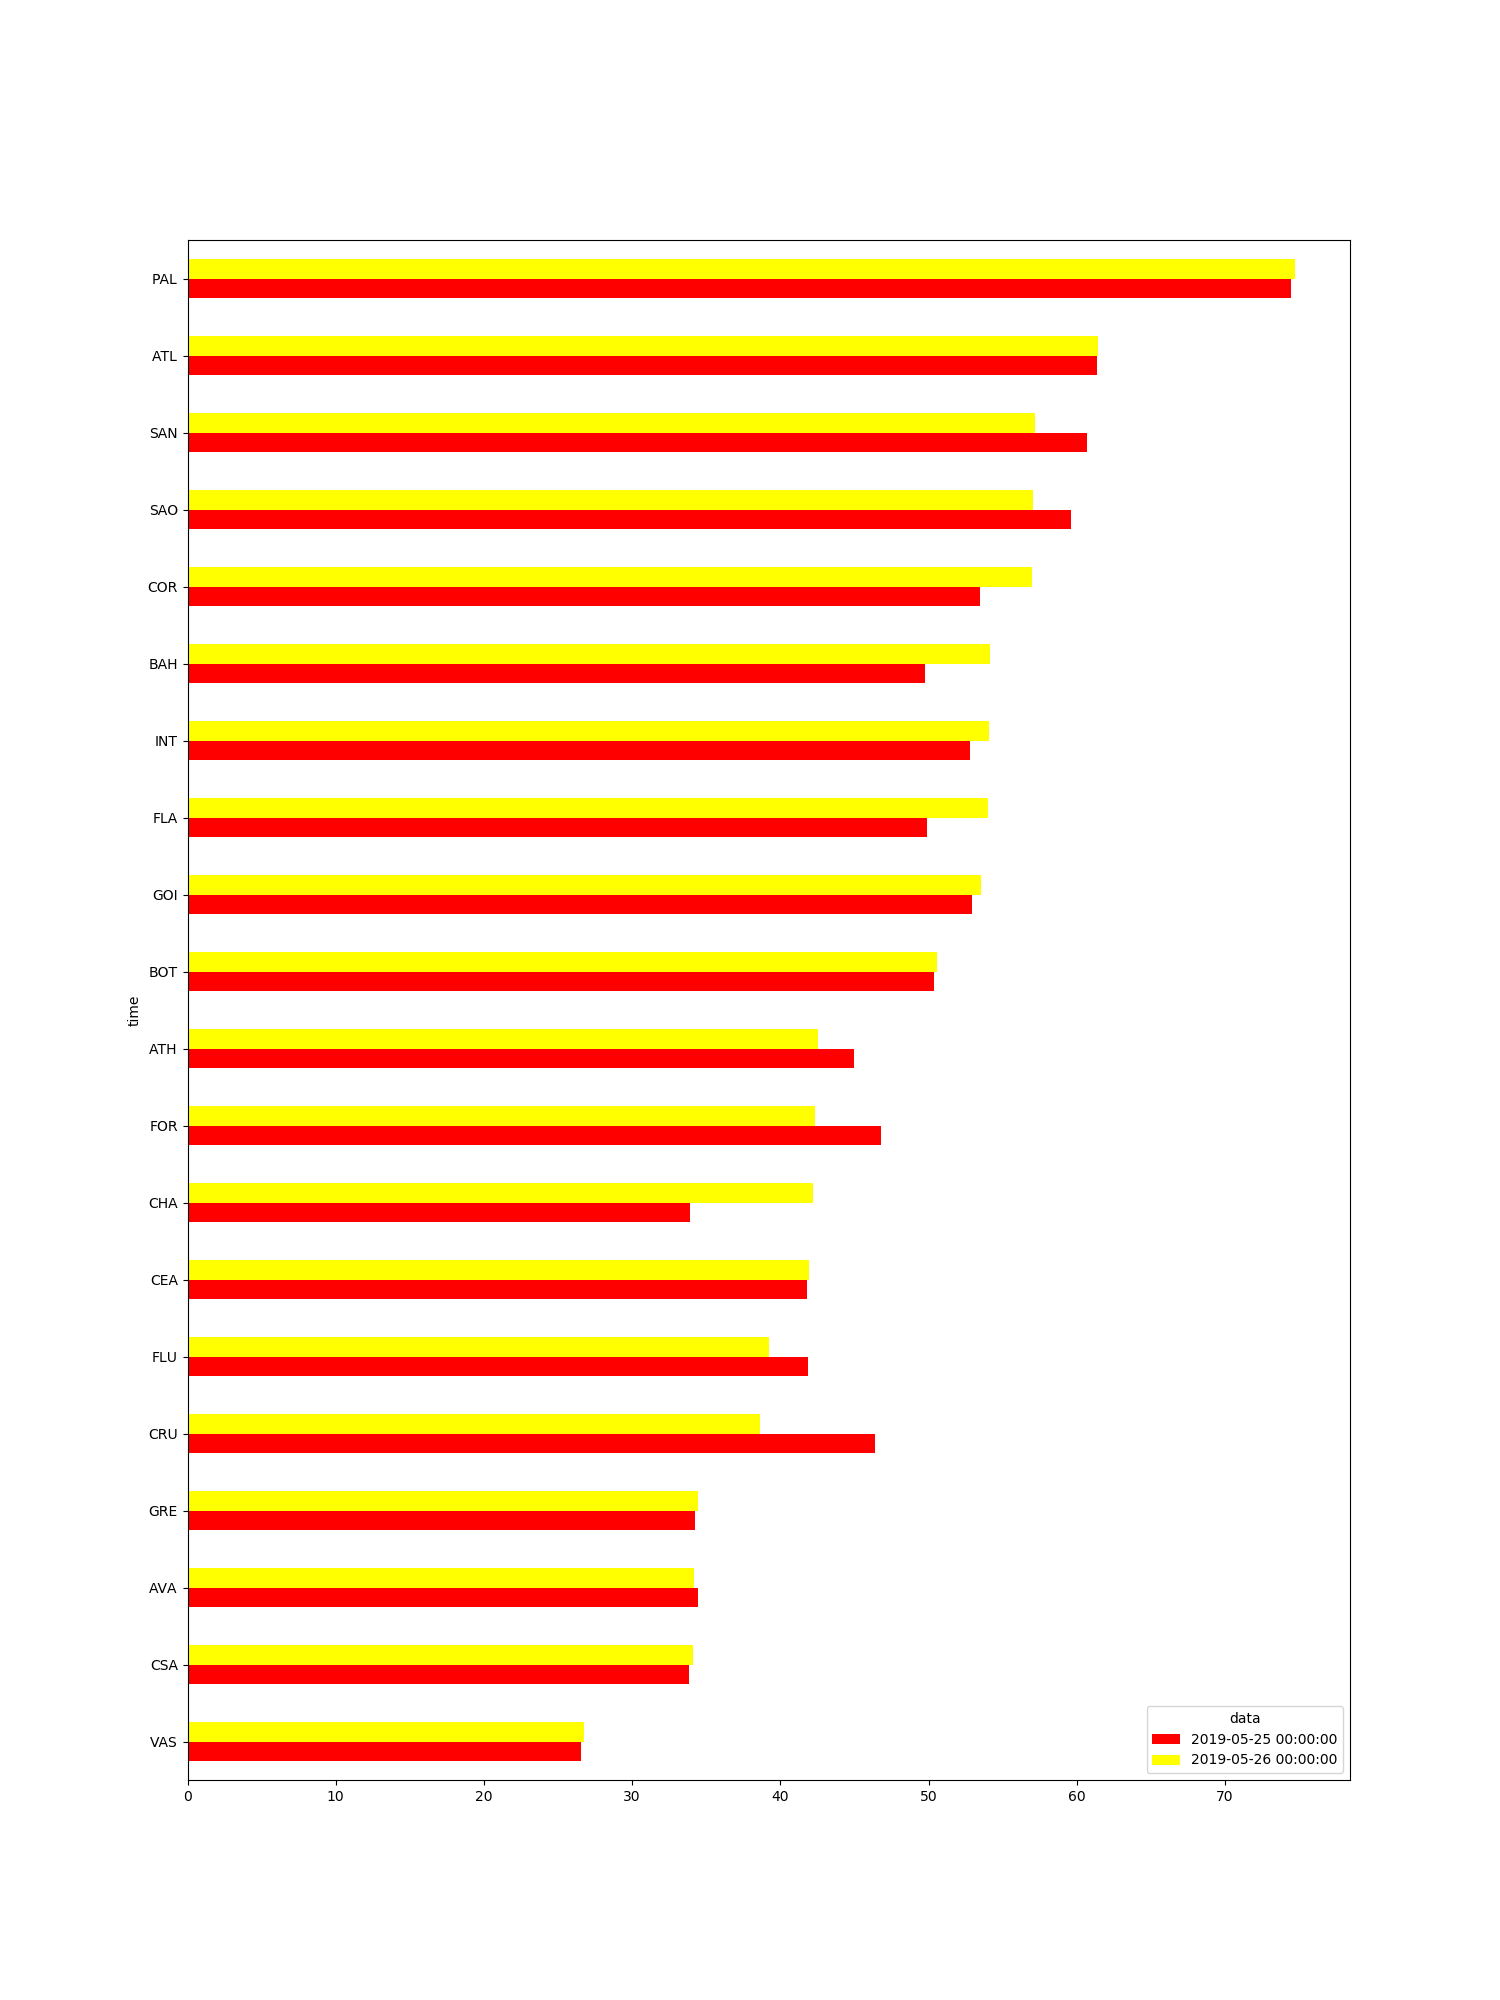 PAL
ATL
SAN
SAO
COR
BAH
INT
FLA
GOI
BOT
time
ATH
FOR
CHA
CEA
FLU
CRU
GRE
AVA
CSA
VAS
data
2019-05-25 00:00:00
2019-05-26 00:00:00
0 10 20 30 40 50 60 70